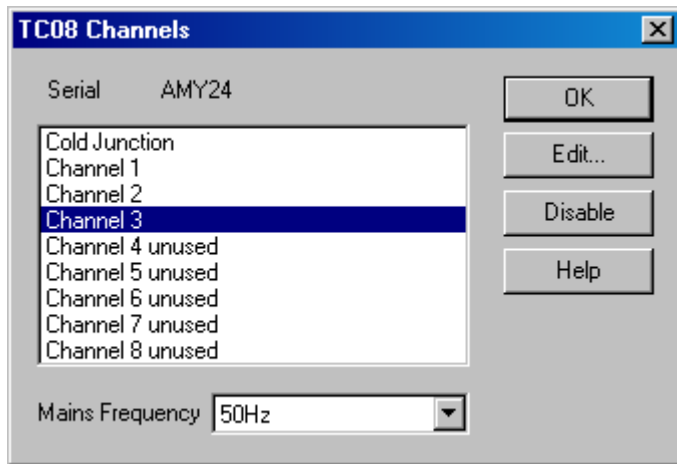 TC08 Channels
Serial AMY24
OK
Cold Junction
Channel 1
Edit...
Channel 2
Channel 3
Disable
Channel 4 unused
Channel 5 unused
Help
Channel 6 unused
Channel 7 unused
Channel 8 unused
Mains Frequency 50Hz